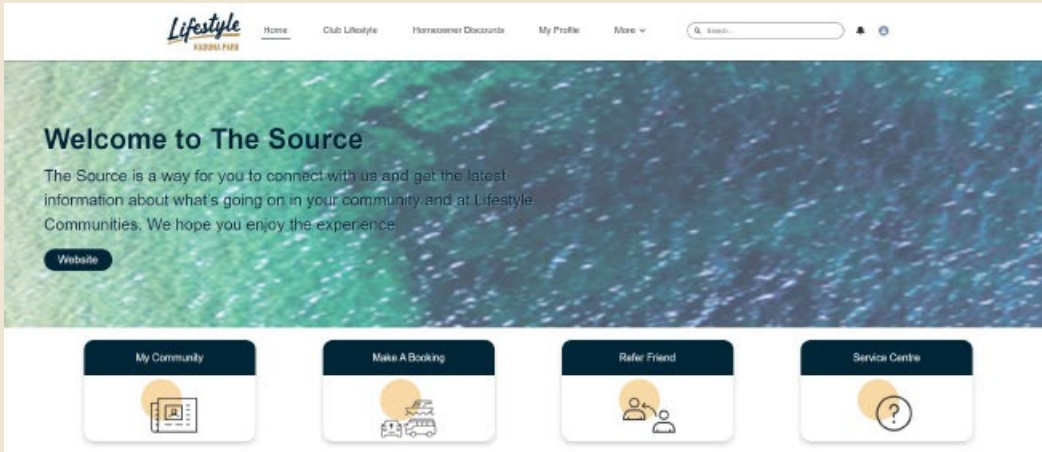 Lifestyle
KADUNA PARK
Home
Club Lifestyle
Homeowner Discounts
My Profile
More
Search...
Welcome to The Source
The Source is a way for you to connect with us and get the latest
information about what's going on in your community and at Lifestyle
Communities. We hope you enjoy the experience
Website
My Community
Make A Booking
Refer Friend
Service Centre